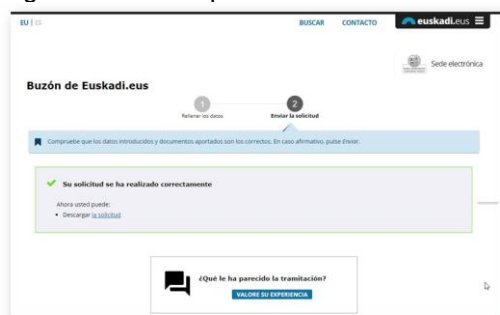 EU | ES
BUSCAR CONTACTO euskadi.eus
Sede electrónica
Buzón de Euskadi.eus
1 2
Rellenar los datos Enviar la solicitud
Compruebe que los datos introducidos y documentos aportados son los correctos. En caso afirmativo, pulse Enviar.
Su solicitud se ha realizado correctamente
Ahora usted puede:
• Descargar la solicitud
¿Qué le ha parecido la tramitación?
VALORE SU EXPERIENCIA